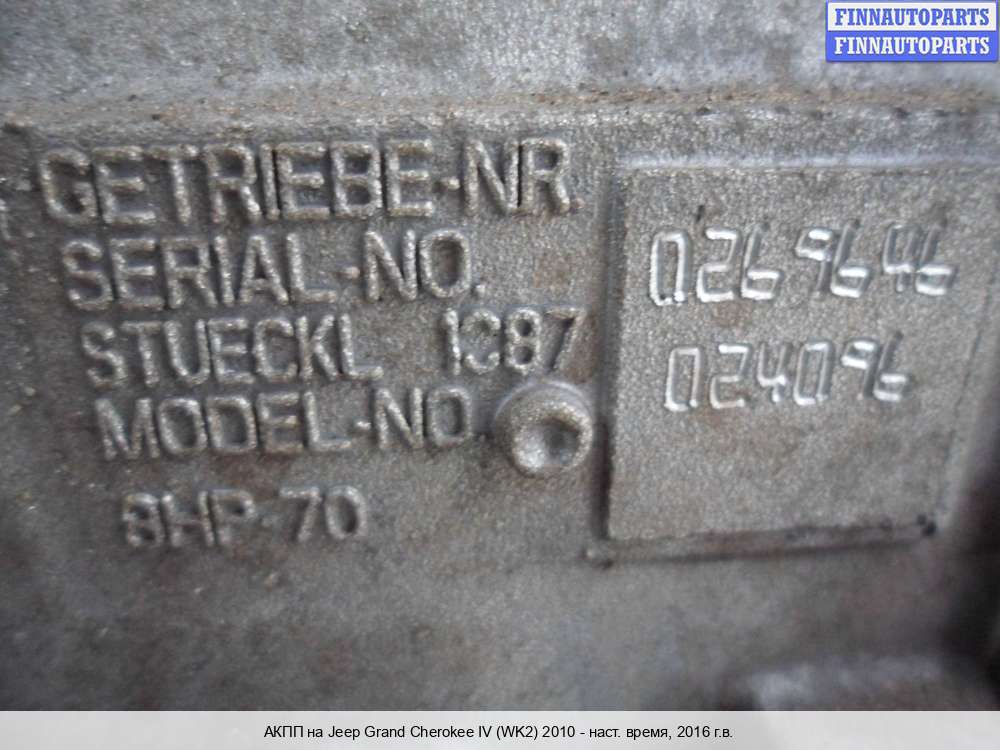 FINNAUTOPARTS
FINNAUTOPARTS
GETRIEBE-NR.
SERIAL-NO.
STUECKL 1087
MODEL-NO.
8HP-70
0269646
024096
АКПП на Jeep Grand Cherokee IV (WK2) 2010 - наст. время, 2016 г.в.